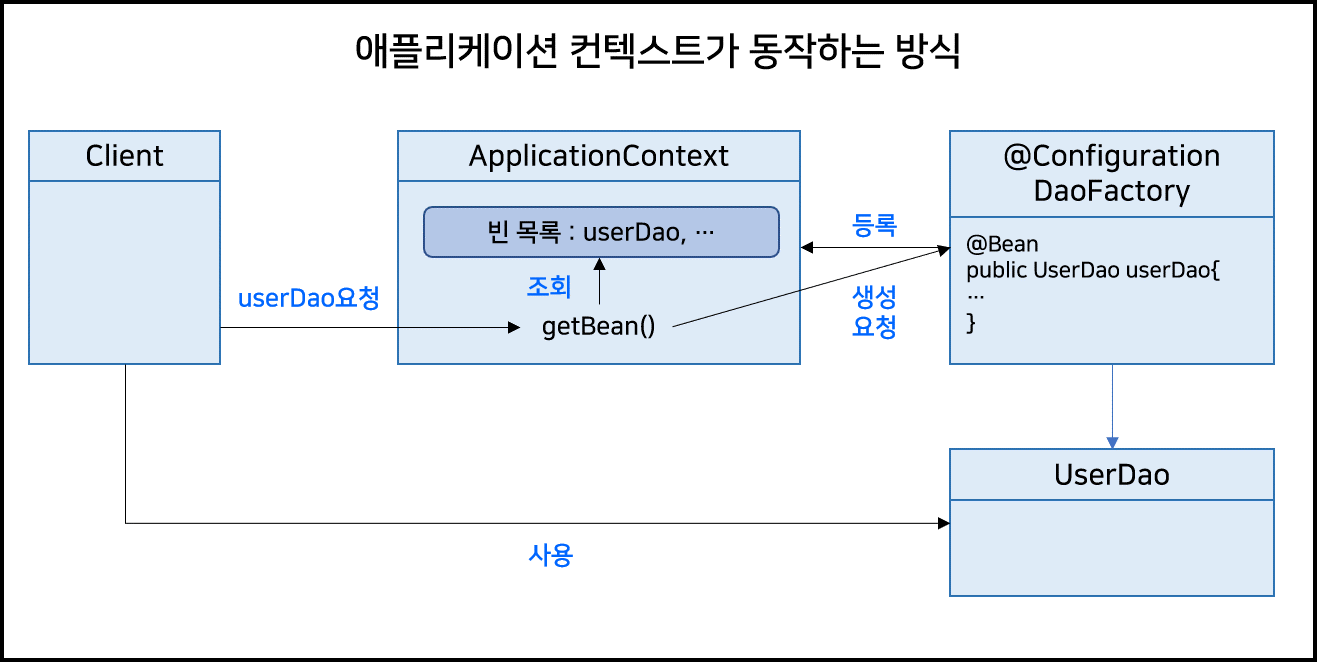 애플리케이션 컨텍스트가 동작하는 방식
Client
ApplicationContext
빈 목록 : userDao, ···
조회
getBean()
userDao요청
등록
생성
요청
@Configuration
DaoFactory
@Bean
public UserDao userDao{
···
}
UserDao
사용